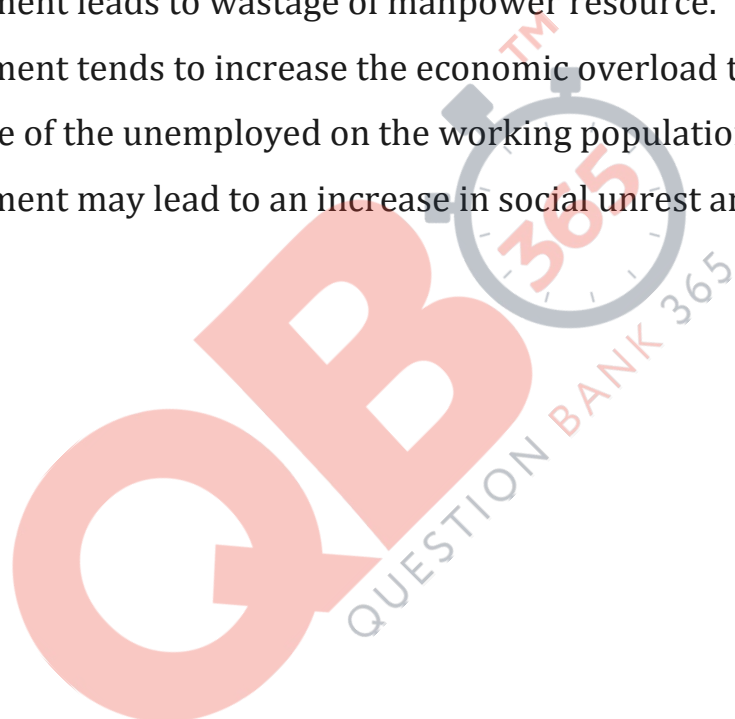 ment leads to wastage of manpower resource.
ment tends to increase the economic overload t
e of the unemployed on the working populatio
ment may lead to an increase in social unrest a
TM
365
QB
QUESTION BANK 365